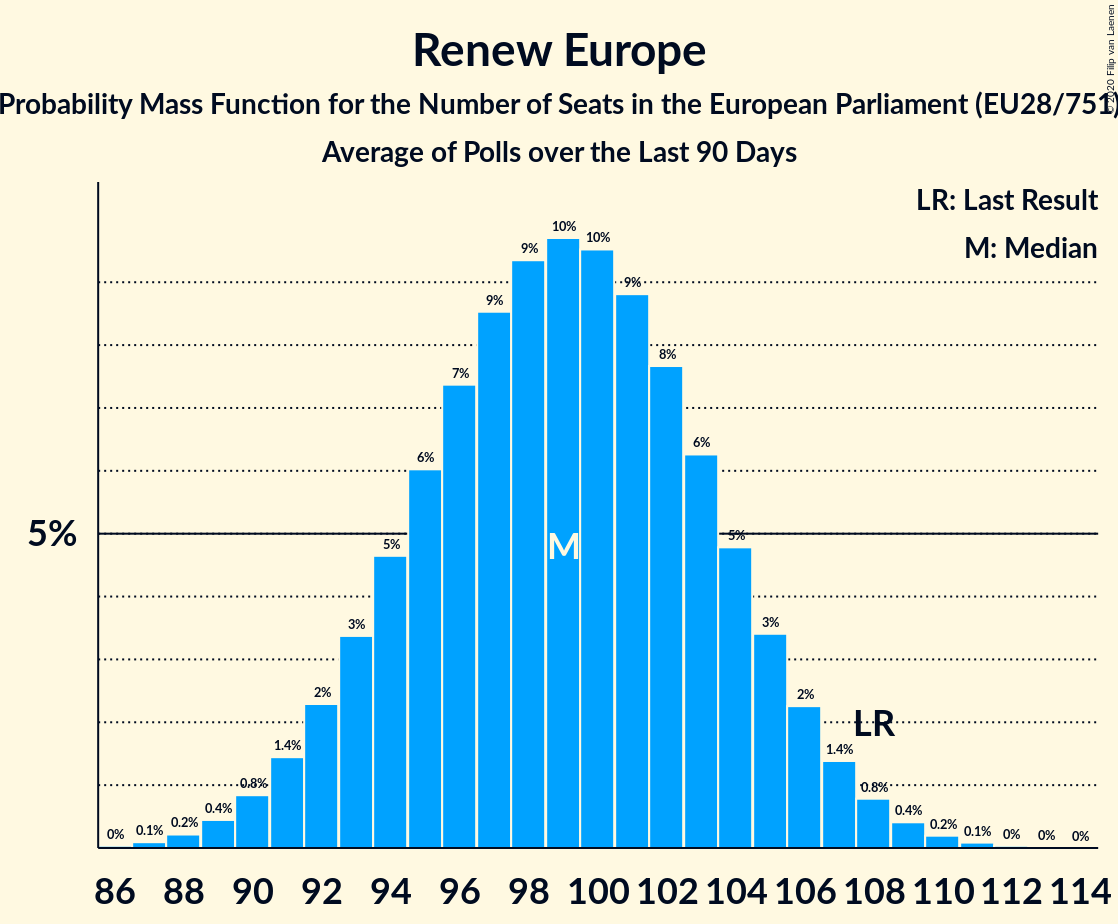 Renew Europe
Probability Mass Function for the Number of Seats in the European Parliament (EU28/751)
Average of Polls over the Last 90 Days
© 2020 Filip van Laenen
LR: Last Result
M: Median
5%
0% 0.1% 0.2% 0.4% 0.8% 1.4% 2% 3% 5% 6% 7% 9% 9% 10% 10% 9% 8% 6% 5% 3% 2% 1.4% 0.8% 0.4% 0.2% 0.1% 0% 0% 0%
M
LR
86 88 90 92 94 96 98 100 102 104 106 108 110 112 114